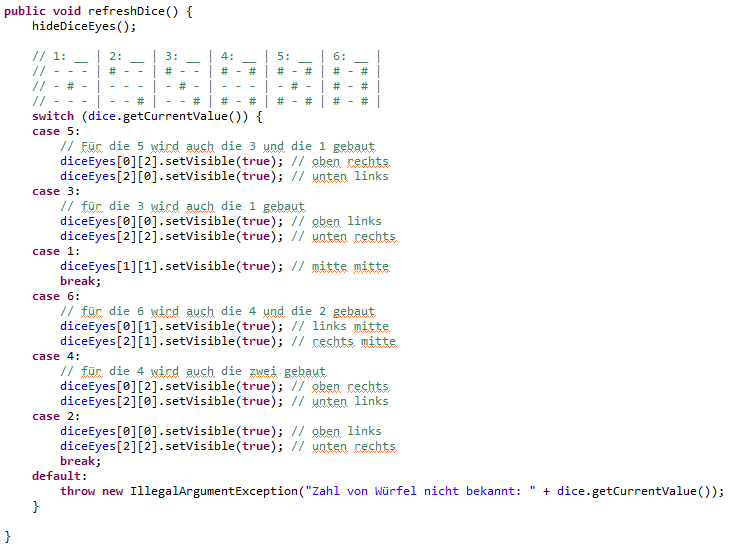 public void refreshDice() {
    hideDiceEyes();

    // 1: __ | 2: __ | 3: __ | 4: __ | 5: __ | 6: __ |
    // - - - | # - - | # - - | # - # | # - # | # - # |
    // - # - | - - - | - # - | - - - | - # - | # - # |
    // - - - | - - # | - - # | # - # | # - # | # - # |
    switch (dice.getCurrentValue()) {
    case 5:
        // Für die 5 wird auch die 3 und die 1 gebaut
        diceEyes[0][2].setVisible(true); // oben rechts
        diceEyes[2][0].setVisible(true); // unten links
    case 3:
        // für die 3 wird auch die 1 gebaut
        diceEyes[0][0].setVisible(true); // oben links
        diceEyes[2][2].setVisible(true); // unten rechts
    case 1:
        diceEyes[1][1].setVisible(true); // mitte mitte
        break;
    case 6:
        // für die 6 wird auch die 4 und die 2 gebaut
        diceEyes[0][1].setVisible(true); // links mitte
        diceEyes[2][1].setVisible(true); // rechts mitte
    case 4:
        // für die 4 wird auch die zwei gebaut
        diceEyes[0][2].setVisible(true); // oben rechts
        diceEyes[2][0].setVisible(true); // unten links
    case 2:
        diceEyes[0][0].setVisible(true); // oben links
        diceEyes[2][2].setVisible(true); // unten rechts
        break;
    default:
        throw new IllegalArgumentException("Zahl von Würfel nicht bekannt: " + dice.getCurrentValue());
    }

}